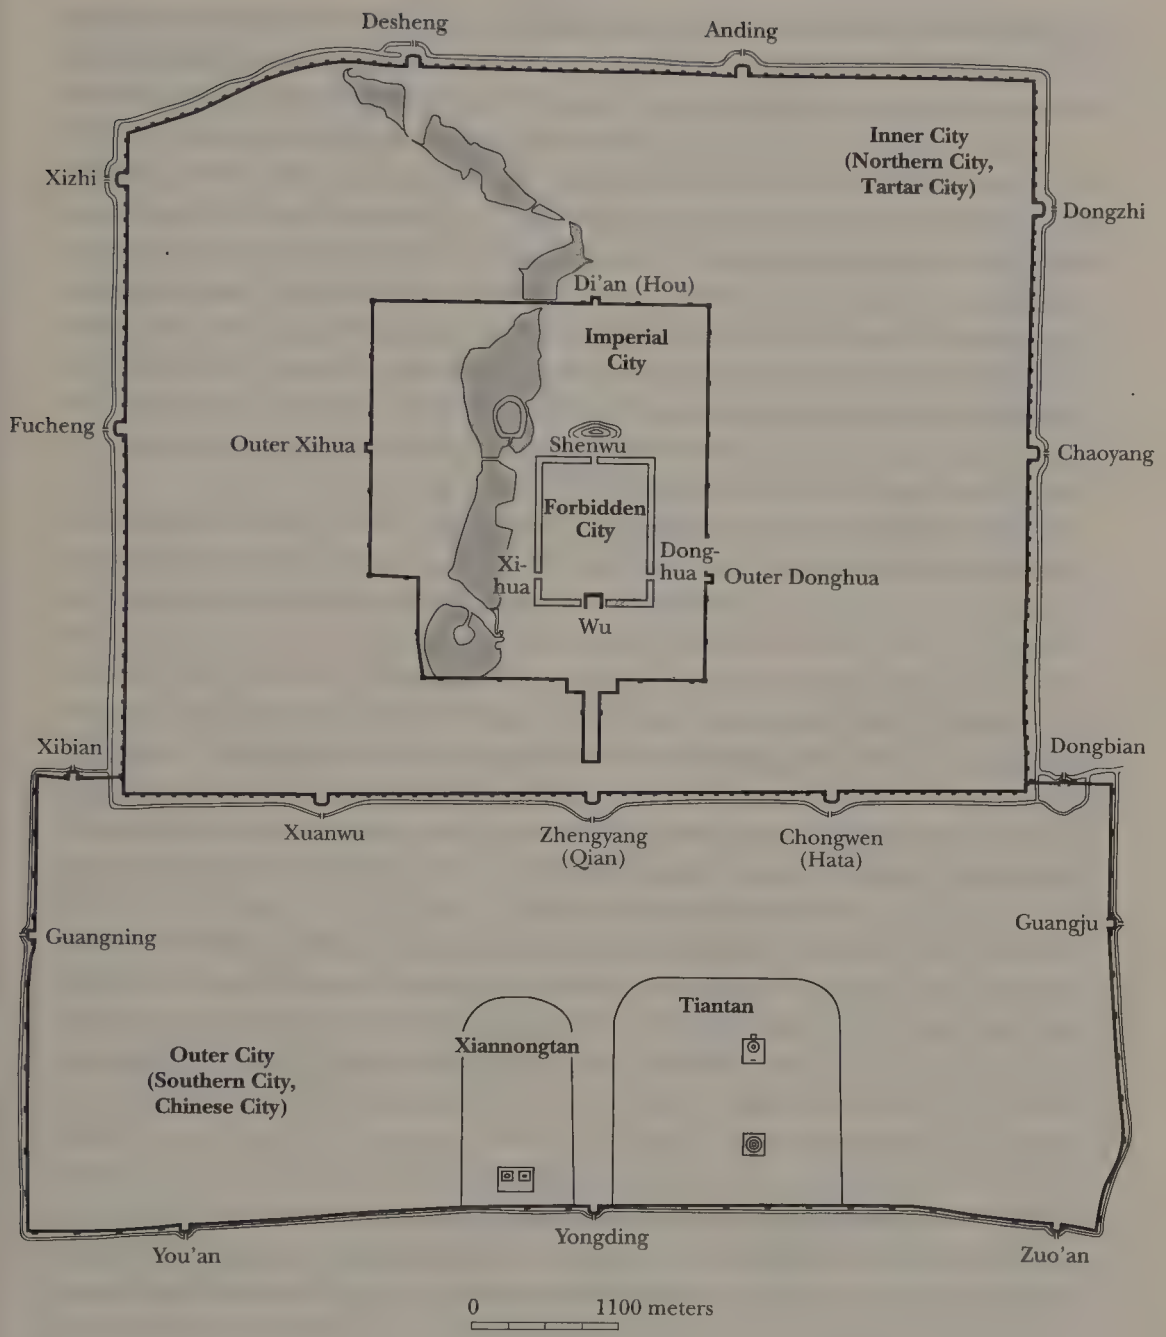 Desheng
Anding
Inner City
(Northern City,
Tartar City)
Xizhi
Dongzhi
Di'an (Hou)
Imperial
City
Fucheng
Outer Xihua
Shenwu
Chaoyang
Forbidden
City
Xi-
hua
Dong-
hua
Outer Donghua
Wu
Xibian
Dongbian
Xuanwu
Zhengyang
(Qian)
Chongwen
(Hata)
Guangning
Guangju
Tiantan
Xiannongtan
Outer City
(Southern City,
Chinese City)
You'an
Yongding
Zuo'an
0 1100 meters